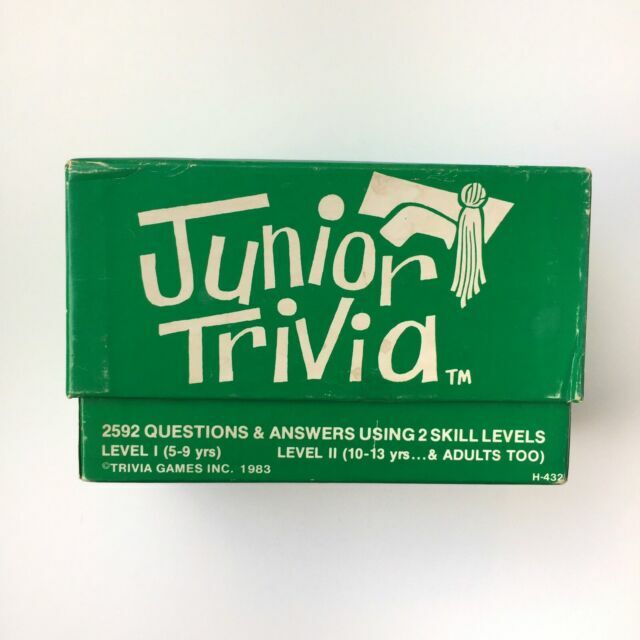 Junior
Trivia TM
2592 QUESTIONS & ANSWERS USING 2 SKILL LEVELS
LEVEL I (5-9 yrs) LEVEL II (10-13 yrs...& ADULTS TOO)
©TRIVIA GAMES INC. 1983
H-432